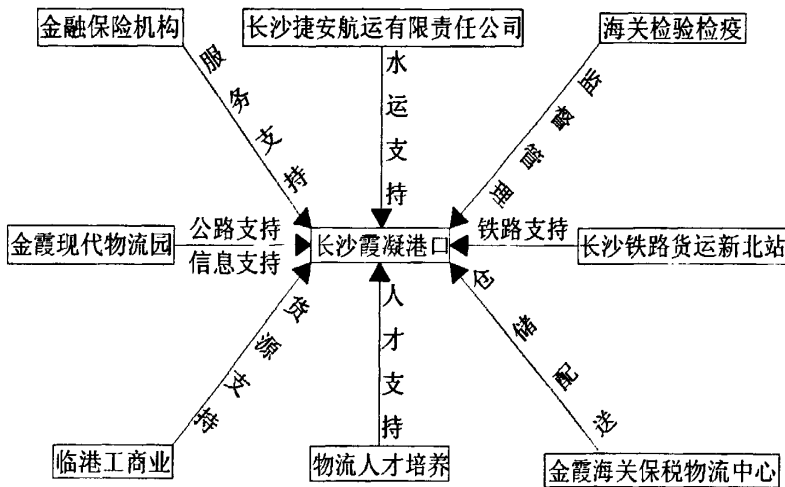 金融保险机构
长沙捷安航运有限责任公司
海关检验检疫
服务支持
水运支持
监督管理
金霞现代物流园
公路支持
信息支持
长沙霞凝港口
铁路支持
长沙铁路货运新北站
货源支持
人才支持
仓储配送
临港工商业
物流人才培养
金霞海关保税物流中心